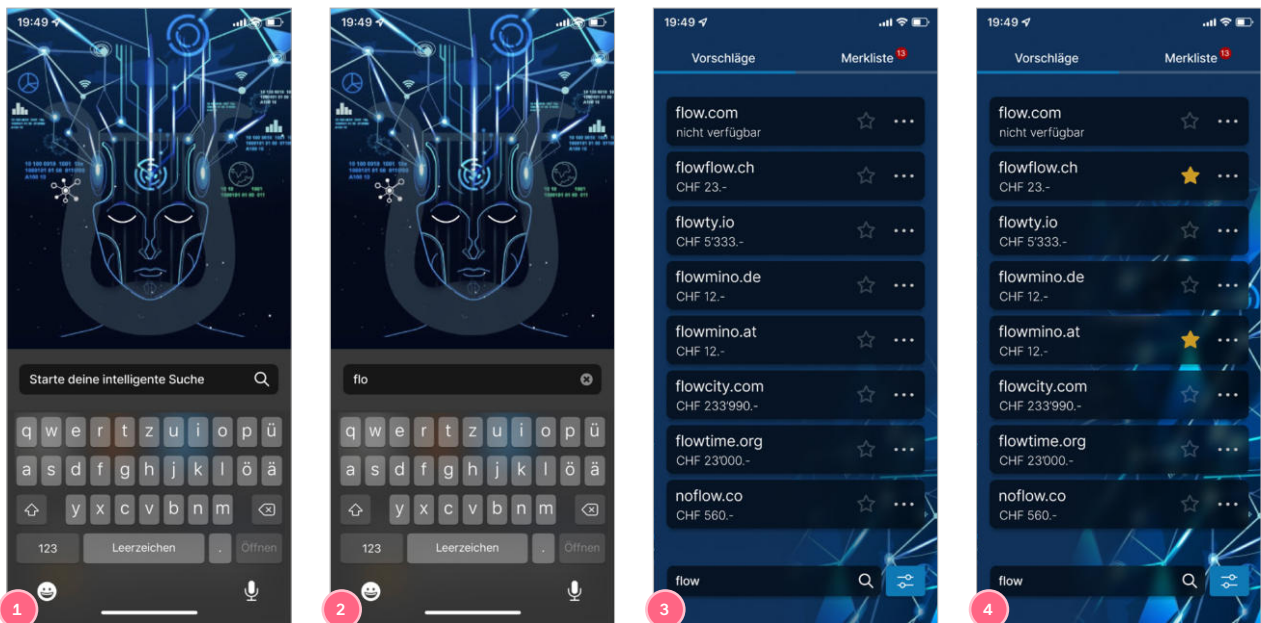 19:49
Starte deine intelligente Suche
q w e r t z u i o p ü
a s d f g h j k l ö ä
y x c v b n m
123 Leerzeichen . Öffnen
1
19:49
flo
q w e r t z u i o p ü
a s d f g h j k l ö ä
y x c v b n m
123 Leerzeichen . Öffnen
2
19:49
Vorschläge Merkliste 13
flow.com
nicht verfügbar
flowflow.ch
CHF 23.-
flowty.io
CHF 5'333.-
flowmino.de
CHF 12.-
flowmino.at
CHF 12.-
flowcity.com
CHF 233'990.-
flowtime.org
CHF 23'000.-
noflow.co
CHF 560.-
flow
3
19:49
Vorschläge Merkliste 13
flow.com
nicht verfügbar
flowflow.ch
CHF 23.-
flowty.io
CHF 5'333.-
flowmino.de
CHF 12.-
flowmino.at
CHF 12.-
flowcity.com
CHF 233'990.-
flowtime.org
CHF 23'000.-
noflow.co
CHF 560.-
flow
4